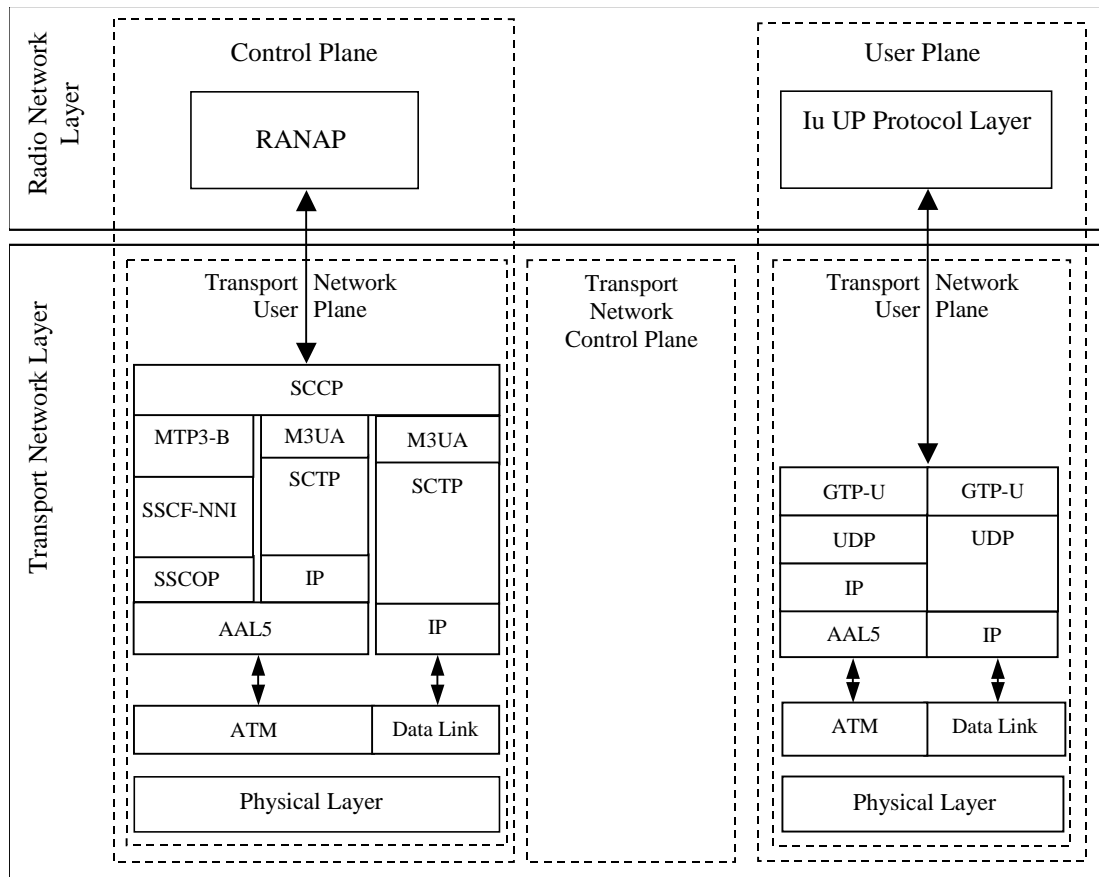 Radio Network
Layer
Control Plane
User Plane
RANAP
Iu UP Protocol Layer
Transport Network Layer
Transport Network
User Plane
Transport
Network
Control Plane
Transport Network
User Plane
SCCP
MTP3-B
M3UA
M3UA
SCTP
SCTP
SSCF-NNI
SSCOP
IP
AAL5
IP
ATM
Data Link
Physical Layer
GTP-U
GTP-U
UDP
UDP
IP
AAL5
IP
ATM
Data Link
Physical Layer